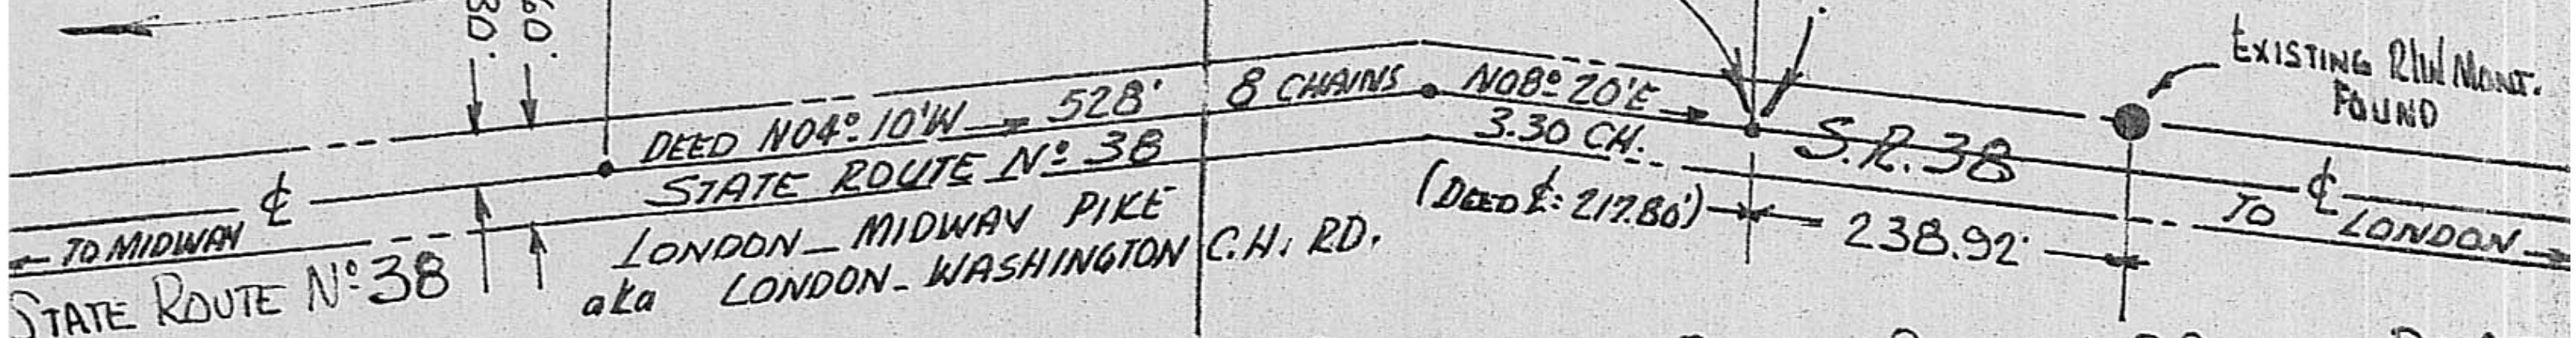 30'
60'
EXISTING R/W MONT.
FOUND
DEED N04° 10'W 528' 8 CHAINS N08° 20'E
3.30 CH.
STATE ROUTE Nº 38
S.R. 38
(DEED ℄: 217.80')
238.92'
℄
TO MIDWAY
LONDON - MIDWAY PIKE
aka LONDON - WASHINGTON C.H. RD.
℄
TO LONDON
STATE ROUTE Nº 38